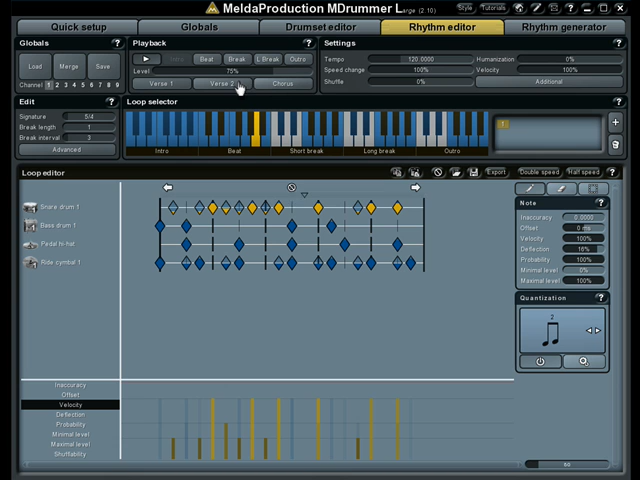 MeldaProduction MDrummer Large (2.10)
Style Tutorials
Quick setup Globals Drumset editor Rhythm editor Rhythm generator
Globals ? Playback ? Settings ?
Load Merge Save
Channel 1 2 3 4 5 6 7 8 9
Intro Beat Break L Break Outro
Level 75%
Verse 1 Verse 2 Chorus
Tempo 120.0000 Humanization 0%
Speed change 100% Velocity 100%
Shuffle 0% Additional
Edit ? Loop selector ?
Signature 5/4
Break length 1
Break interval 3
Advanced
Intro Beat Short break Long break Outro
1
Loop editor Export Double speed Half speed ?
Snare drum 1
Bass drum 1
Pedal hi-hat
Ride cymbal 1
Note ?
Inaccuracy 0.0000
Offset 0 ms
Velocity 100%
Deflection 16%
Probability 100%
Minimal level 0%
Maximal level 100%
Quantization ?
2
Inaccuracy
Offset
Velocity
Deflection
Probability
Minimal level
Maximal level
Shufflability
50